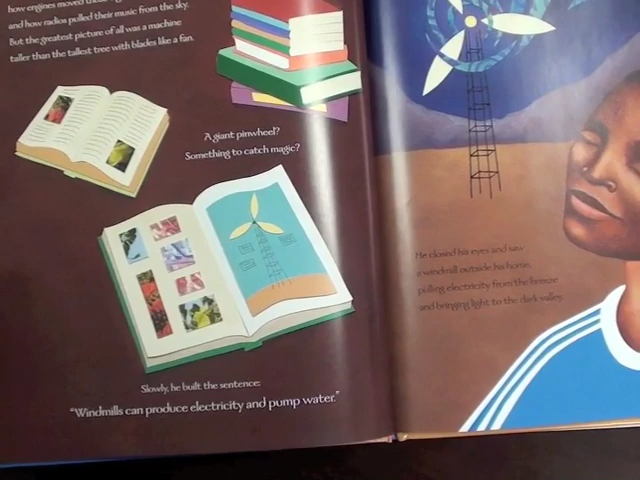 how engines moved
and how radios pulled their music from the sky.
But the greatest picture of all was a machine
taller than the tallest tree with blades like a fan.
A giant pinwheel?
Something to catch magic?
Slowly, he built the sentence:
"Windmills can produce electricity and pump water."
He closed his eyes and saw
a windmill outside his home,
pulling electricity from the breeze
and bringing light to the dark valley.